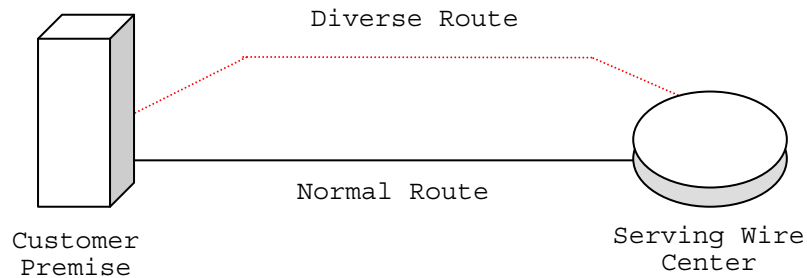 Diverse Route
Normal Route
Customer
Premise
Serving Wire
Center